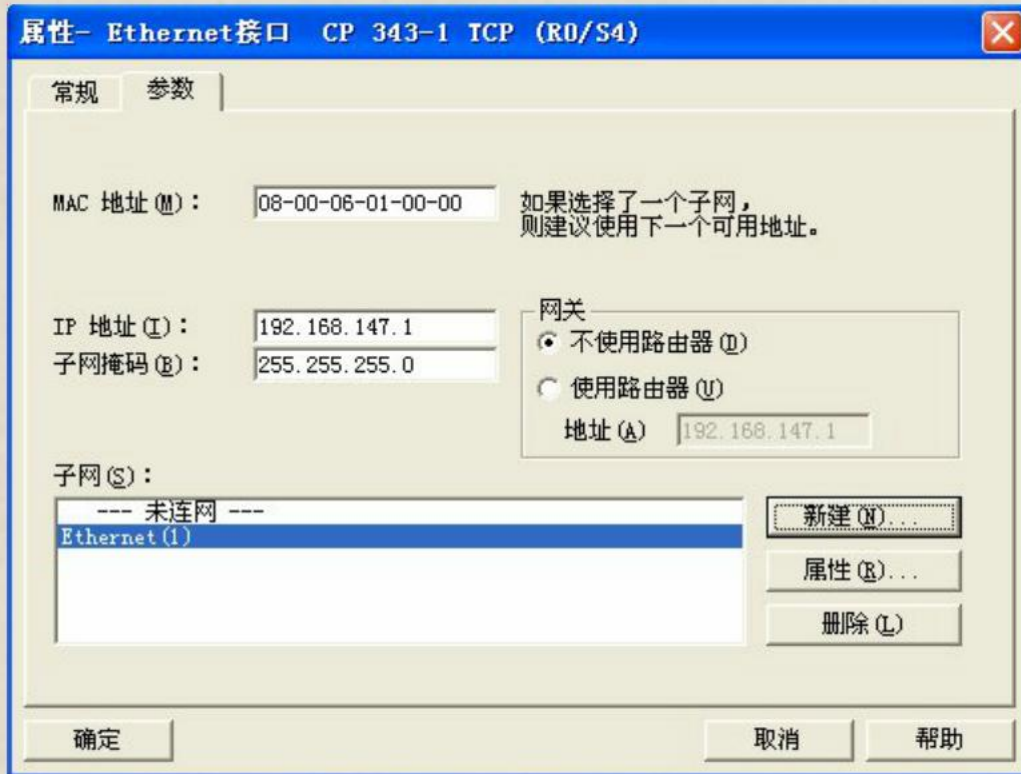 属性- Ethernet接口 CP 343-1 TCP (R0/S4)
常规 参数
MAC 地址(M): 08-00-06-01-00-00
如果选择了一个子网,
则建议使用下一个可用地址。
IP 地址(I): 192.168.147.1
子网掩码(B): 255.255.255.0
网关
不使用路由器(D)
使用路由器(U)
地址(A) 192.168.147.1
子网(S):
--- 未连网 ---
Ethernet(1)
新建(N)...
属性(R)...
删除(L)
确定 取消 帮助